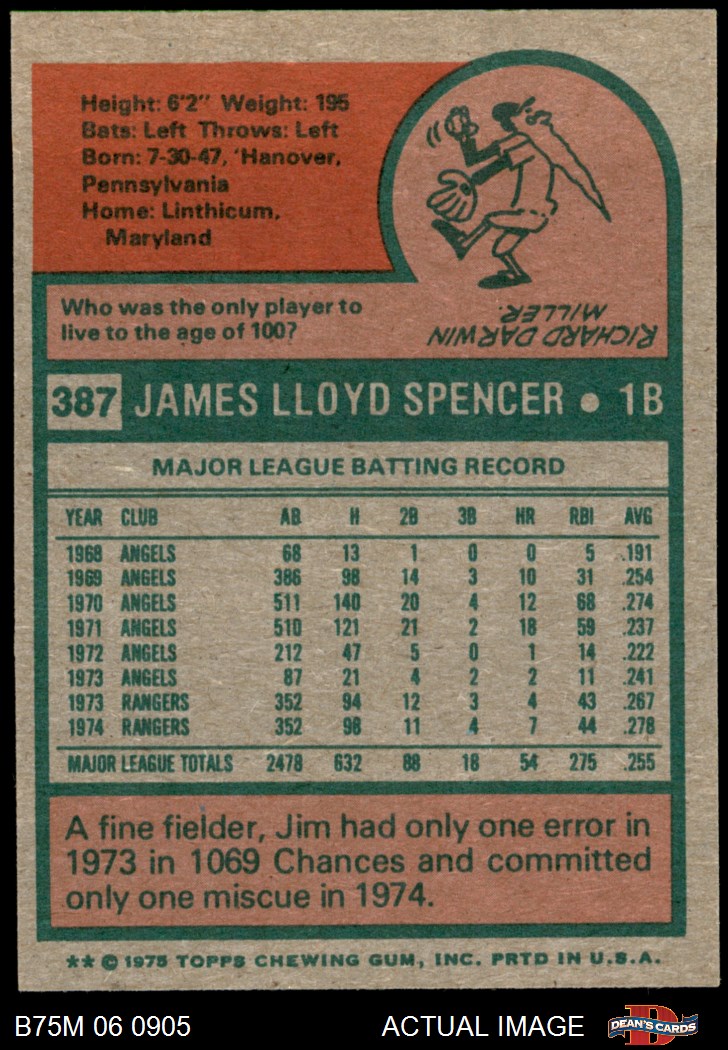 Height: 6'2" Weight: 195
Bats: Left Throws: Left
Born: 7-30-47, 'Hanover,
Pennsylvania
Home: Linthicum,
Maryland
Who was the only player to
live to the age of 100?
RICHARD DARWIN
MILLER.
387 JAMES LLOYD SPENCER • 1B
MAJOR LEAGUE BATTING RECORD
YEAR CLUB AB H 2B 3B HR RBI AVG
1968 ANGELS 68 13 1 0 0 5 .191
1969 ANGELS 386 98 14 3 10 31 .254
1970 ANGELS 511 140 20 4 12 68 .274
1971 ANGELS 510 121 21 2 18 59 .237
1972 ANGELS 212 47 5 0 1 14 .222
1973 ANGELS 87 21 4 2 2 11 .241
1973 RANGERS 352 94 12 3 4 43 .267
1974 RANGERS 352 98 11 4 7 44 .278
MAJOR LEAGUE TOTALS 2478 632 88 18 54 275 .255
A fine fielder, Jim had only one error in
1973 in 1069 Chances and committed
only one miscue in 1974.
** © 1975 TOPPS CHEWING GUM, INC. PRTD IN U.S.A.
B75M 06 0905 ACTUAL IMAGE D DEAN'S CARDS